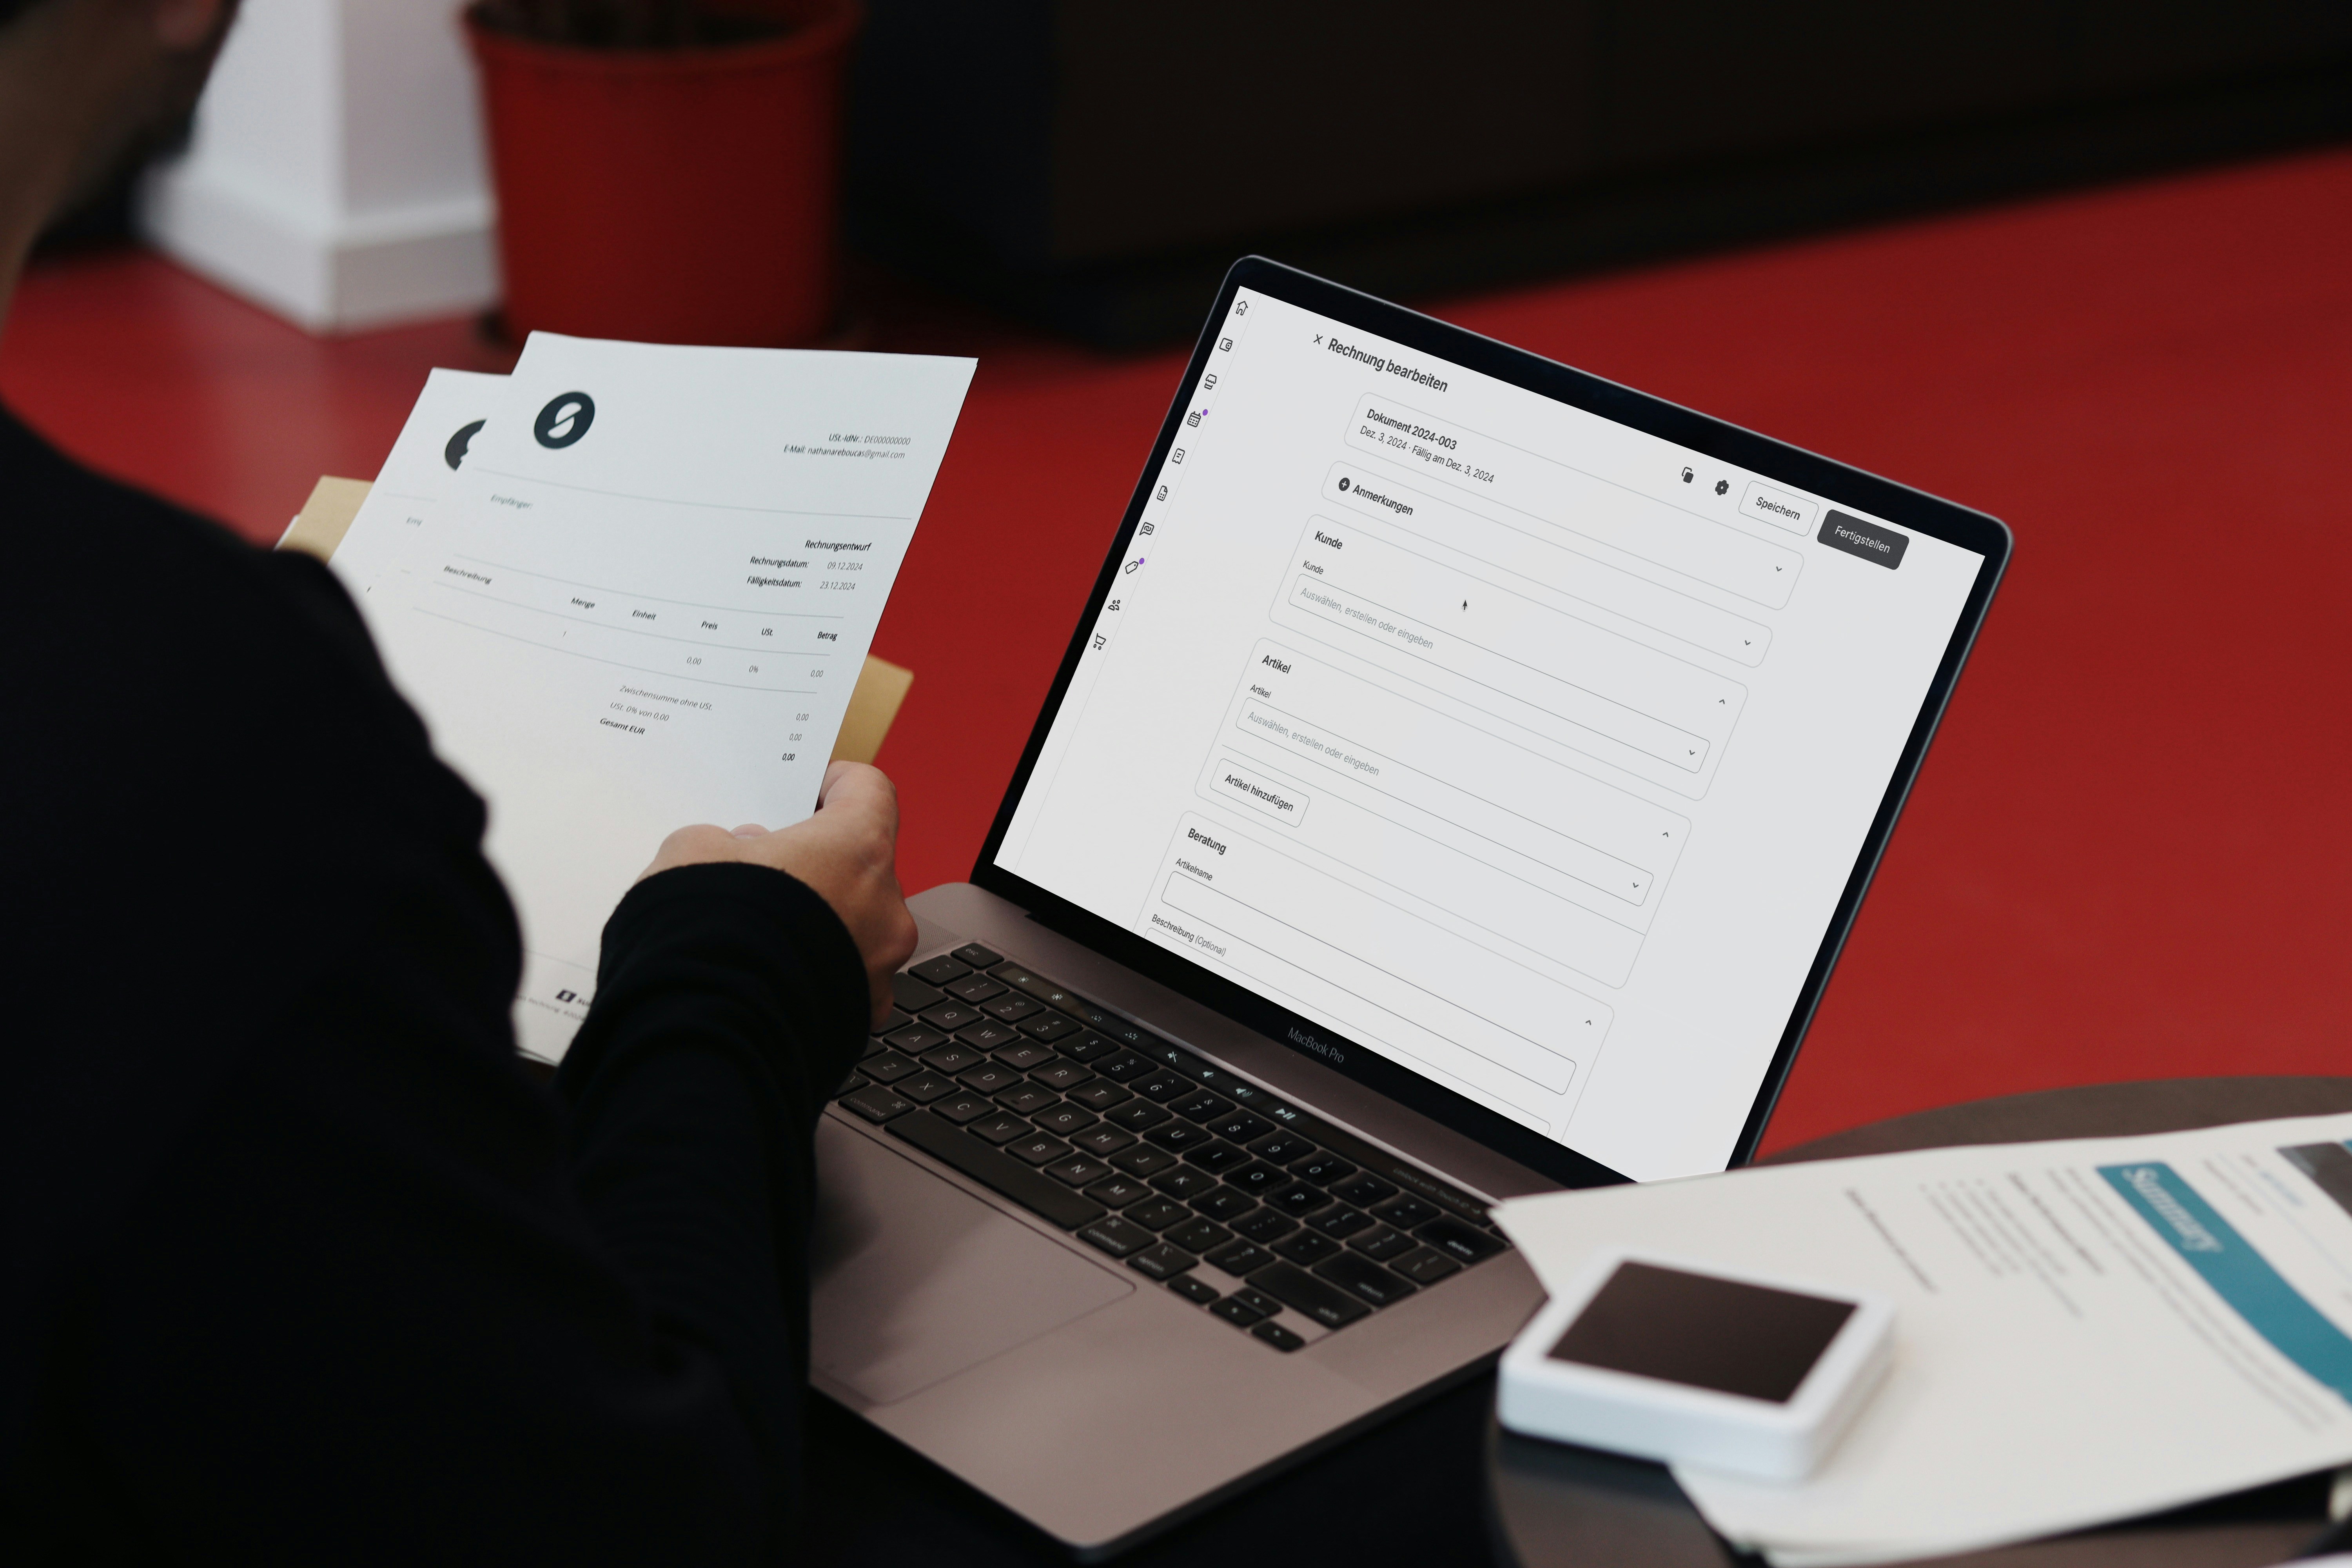 USt.-IdNr.: DE000000000
E-Mail: nathanareboucas@gmail.com
Empfänger:
Rechnungsentwurf
Rechnungsdatum: 09.12.2024
Fälligkeitsdatum: 23.12.2024
Beschreibung Menge Einheit Preis USt. Betrag
1 0,00 0% 0,00
Zwischensumme ohne USt. 0,00
USt. 0% von 0,00 0,00
Gesamt EUR 0,00
Rechnung bearbeiten
Speichern
Fertigstellen
Dokument 2024-003
Dez. 3, 2024 · Fällig am Dez. 3, 2024
Anmerkungen
Kunde
Kunde
Auswählen, erstellen oder eingeben
Artikel
Artikel
Auswählen, erstellen oder eingeben
Artikel hinzufügen
Beratung
Artikelname
Beschreibung (Optional)
MacBook Pro
esc
Q W E R T Y U I O P
A S D F G H J K L
Z X C V B N M
command
command
option
Summary